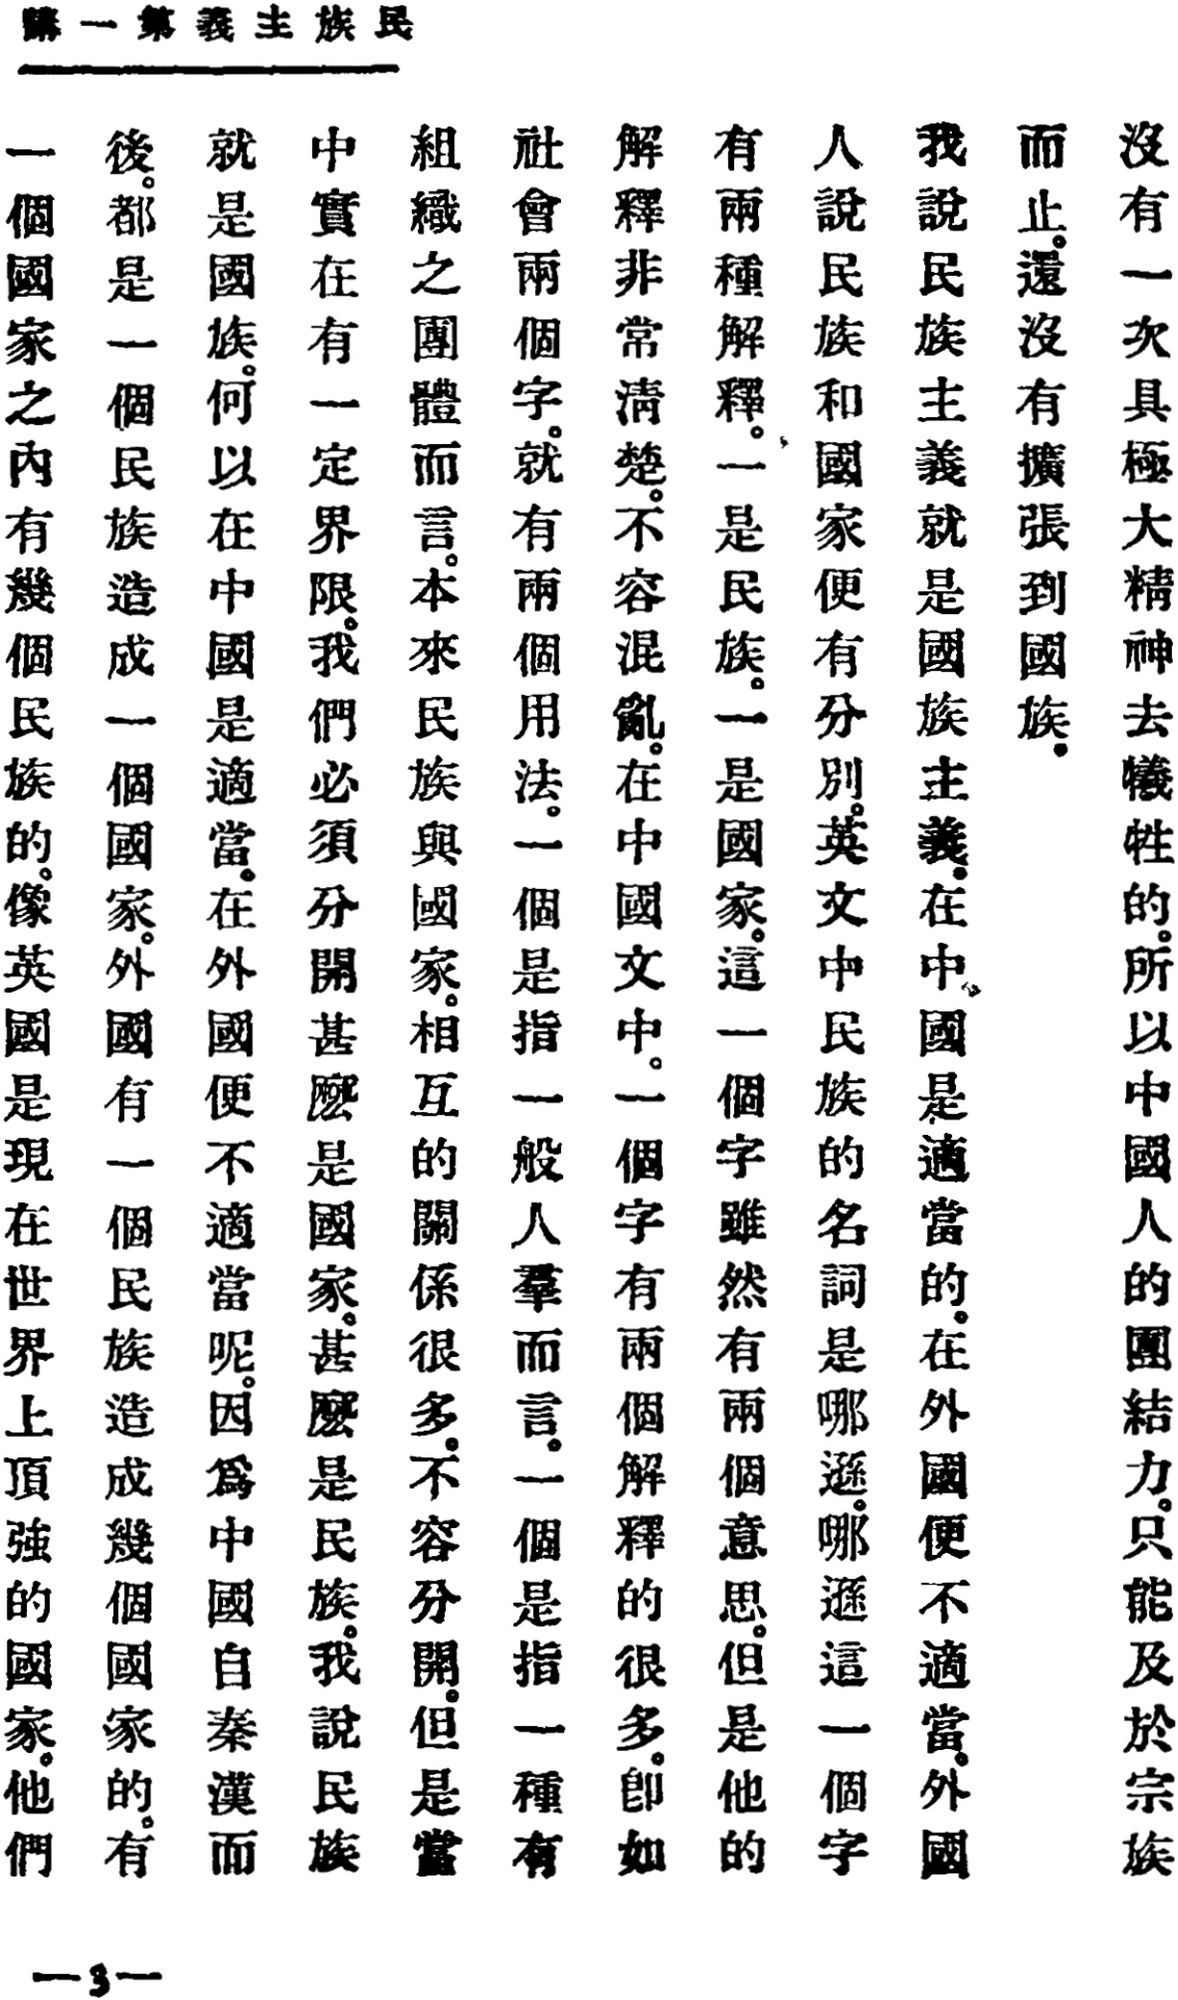 民族主義第一講
沒有一次具極大精神去犧牲的。所以中國人的團結力。只能及於宗族
而止。還沒有擴張到國族。
我說民族主義就是國族主義。在中國是適當的。在外國便不適當。外國
人說民族和國家便有分別。英文中民族的名詞是哪遜。哪遜這一個字
有兩種解釋。一是民族。一是國家。這一個字雖然有兩個意思。但是他的
解釋非常清楚。不容混亂。在中國文中。一個字有兩個解釋的很多。卽如
社會兩個字。就有兩個用法。一個是指一般人羣而言。一個是指一種有
組織之團體而言。本來民族與國家。相互的關係很多。不容分開。但是當
中實在有一定界限。我們必須分開甚麼是國家。甚麼是民族。我說民族
就是國族。何以在中國是適當。在外國便不適當呢。因爲中國自秦漢而
後。都是一個民族造成一個國家。外國有一個民族造成幾個國家的。有
一個國家之內有幾個民族的。像英國是現在世界上頂強的國家。他們
—3—